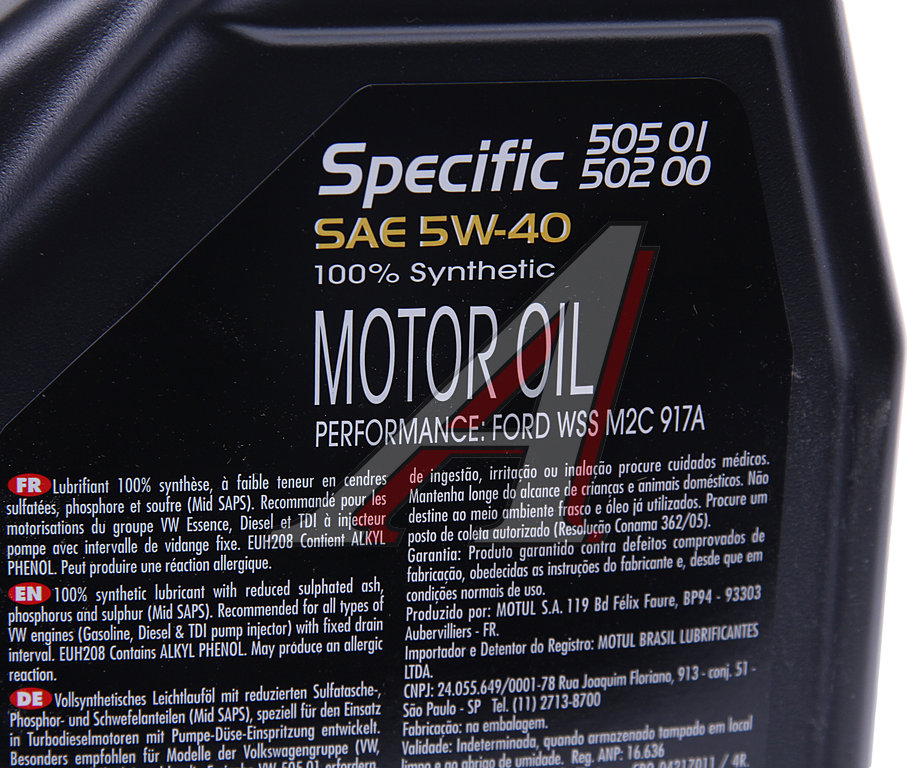 Specific 505 01
502 00
SAE 5W-40
100% Synthetic
MOTOR OIL
PERFORMANCE: FORD WSS M2C 917A
FR Lubrifiant 100% synthèse, à faible teneur en cendres
sulfatées, phosphore et soufre (Mid SAPS). Recommandé pour les
motorisations du groupe VW Essence, Diesel et TDI à injecteur
pompe avec intervalle de vidange fixe. EUH208 Contient ALKYL
PHENOL. Peut produire une réaction allergique.
EN 100% synthetic lubricant with reduced sulphated ash,
phosphorus and sulphur (Mid SAPS). Recommended for all types of
VW engines (Gasoline, Diesel & TDI pump injector) with fixed drain
interval. EUH208 Contains ALKYL PHENOL. May produce an allergic
reaction.
DE Vollsynthetisches Leichtlauföl mit reduzierten Sulfatasche-,
Phosphor- und Schwefelanteilen (Mid SAPS), speziell für den Einsatz
in Turbodieselmotoren mit Pumpe-Düse-Einspritzung entwickelt.
Besonders empfohlen für Modelle der Volkswagengruppe (VW,
VW 505 01 erfordern.
de ingestão, irritação ou inalação procure cuidados médicos.
Mantenha longe do alcance de crianças e animais domésticos. Não
destine ao meio ambiente frasco e óleo já utilizados. Procure um
posto de coleta autorizado (Resolução Conama 362/05).
Garantia: Produto garantido contra defeitos comprovados de
fabricação, obedecidas as instruções do fabricante e, desde que em
condições normais de uso.
Produzido por: MOTUL S.A. 119 Bd Félix Faure, BP94 - 93303
Aubervilliers - FR.
Importador e Detentor do Registro: MOTUL BRASIL LUBRIFICANTES
LTDA.
CNPJ: 24.055.649/0001-78 Rua Joaquim Floriano, 913 - conj. 51 -
São Paulo - SP Tel. (11) 2713-8700
Fabricação: na embalagem.
Validade: Indeterminada, quando armazenado tampado em local
limpo e ao abrigo de umidade. Reg. ANP: 16.636
04217011 / 4R.